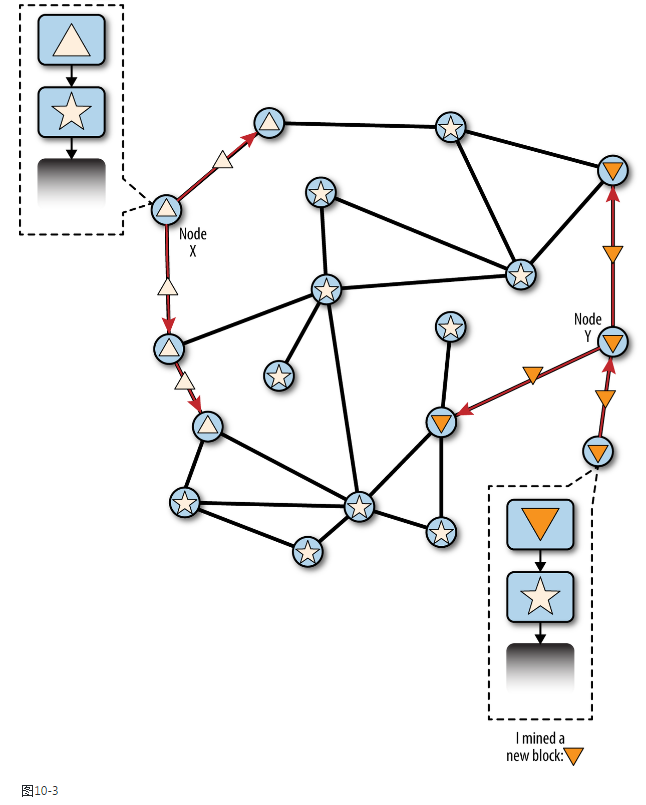 Node
X
Node
Y
I mined a
new block:
图10-3